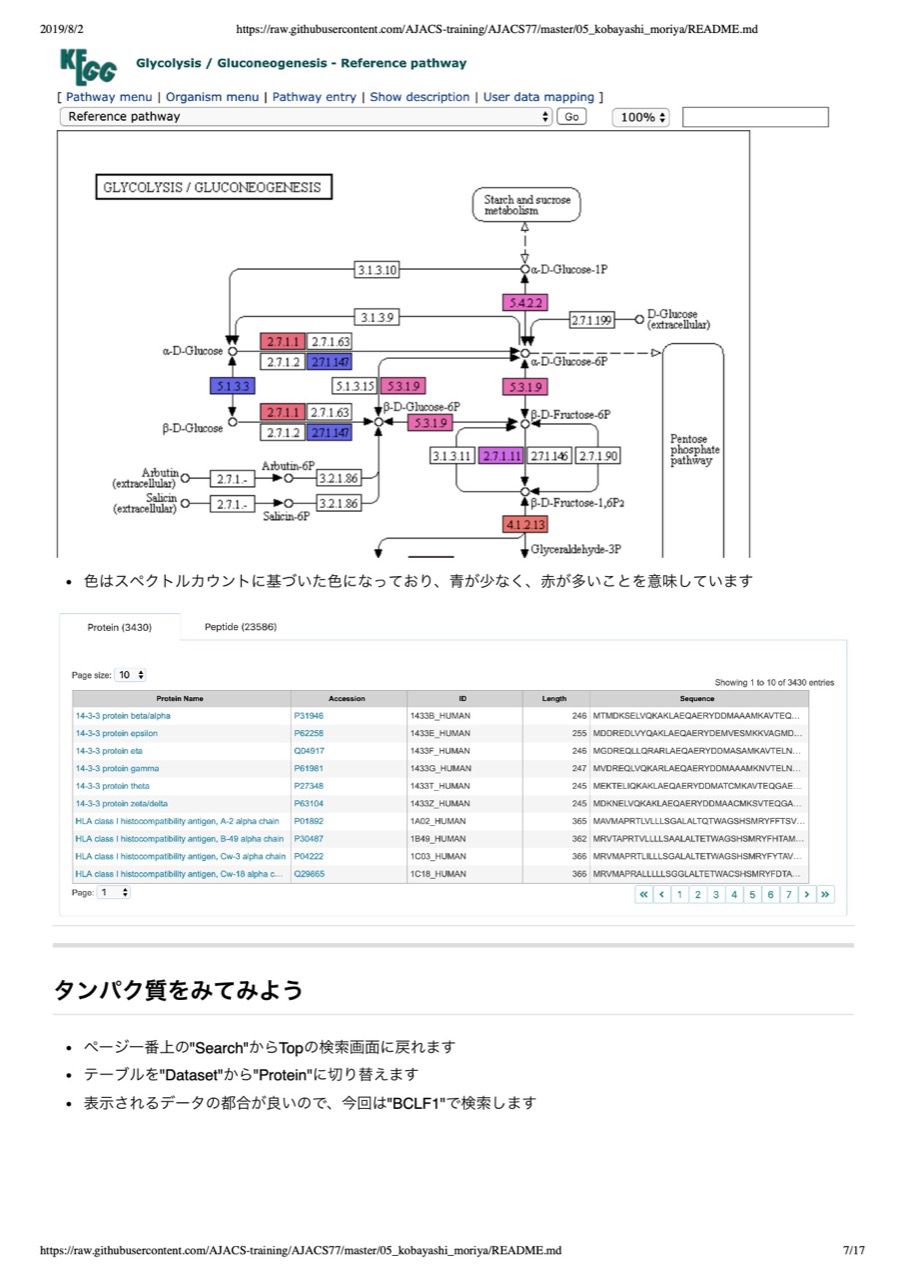 2019/8/2 https://raw.githubusercontent.com/AJACS-training/AJACS77/master/05_kobayashi_moriya/README.md
KEGG Glycolysis / Gluconeogenesis - Reference pathway
[ Pathway menu | Organism menu | Pathway entry | Show description | User data mapping ]
Reference pathway Go 100%
GLYCOLYSIS / GLUCONEOGENESIS
Starch and sucrose
metabolism
3.1.3.10 α-D-Glucose-1P
5.4.2.2
3.1.3.9 2.7.1.199 D-Glucose
(extracellular)
2.7.1.1 2.7.1.63
α-D-Glucose
2.7.1.2 2.7.1.147 α-D-Glucose-6P
5.1.3.3 5.1.3.15 5.3.1.9 5.3.1.9
2.7.1.1 2.7.1.63 β-D-Glucose-6P β-D-Fructose-6P
β-D-Glucose 5.3.1.9
2.7.1.2 2.7.1.147
Pentose
phosphate
pathway
3.1.3.11 2.7.1.11 2.7.1.146 2.7.1.90
Arbutin
(extracellular) 2.7.1.- Arbutin-6P 3.2.1.86
Salicin
(extracellular) 2.7.1.- Salicin-6P 3.2.1.86
β-D-Fructose-1,6P2
4.1.2.13
Glyceraldehyde-3P
• 色はスペクトルカウントに基づいた色になっており、青が少なく、赤が多いことを意味しています
Protein (3430) Peptide (23586)
Page size: 10
Showing 1 to 10 of 3430 entries
Protein Name Accession ID Length Sequence
14-3-3 protein beta/alpha P31946 1433B_HUMAN 246 MTMDKSELVQKAKLAEQAERYDDMAAAMKAVTEQ...
14-3-3 protein epsilon P62258 1433E_HUMAN 255 MDDREDLVYQAKLAEQAERYDEMVESMKKVAGMD...
14-3-3 protein eta Q04917 1433F_HUMAN 246 MGDREQLLQRARLAEQAERYDDMASAMKAVTELN...
14-3-3 protein gamma P61981 1433G_HUMAN 247 MVDREQLVQKARLAEQAERYDDMAAAMKNVTELN...
14-3-3 protein theta P27348 1433T_HUMAN 245 MEKTELIQKAKLAEQAERYDDMATCMKAVTEQGAE...
14-3-3 protein zeta/delta P63104 1433Z_HUMAN 245 MDKNELVQKAKLAEQAERYDDMAACMKSVTEQGA...
HLA class I histocompatibility antigen, A-2 alpha chain P01892 1A02_HUMAN 365 MAVMAPRTLVLLLSGALALTQTWAGSHSMRYFFTSV...
HLA class I histocompatibility antigen, B-49 alpha chain P30487 1B49_HUMAN 362 MRVTAPRTVLLLLSAALALTETWAGSHSMRYFHTAM...
HLA class I histocompatibility antigen, Cw-3 alpha chain P04222 1C03_HUMAN 366 MRVMAPRTLILLLSGALALTETWAGSHSMRYFYTAV...
HLA class I histocompatibility antigen, Cw-18 alpha c... Q29865 1C18_HUMAN 366 MRVMAPRALLLLLSGGLALTETWACSHSMRYFDTA...
Page: 1 « < 1 2 3 4 5 6 7 > »
タンパク質をみてみよう
• ページ一番上の"Search"からTopの検索画面に戻れます
• テーブルを"Dataset"から"Protein"に切り替えます
• 表示されるデータの都合が良いので、今回は"BCLF1"で検索します
https://raw.githubusercontent.com/AJACS-training/AJACS77/master/05_kobayashi_moriya/README.md 7/17